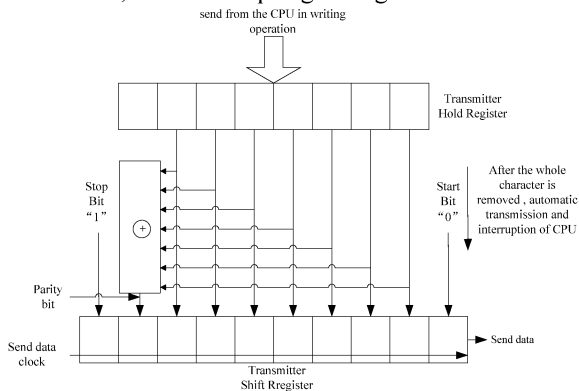 send from the CPU in writing
operation
Transmitter
Hold Register
Stop
Bit
“1”
+
Start
Bit
“0”
After the whole
character is
removed , automatic
transmission and
interruption of CPU
Parity
bit
Send data
Send data
clock
Transmitter
Shift Rregister